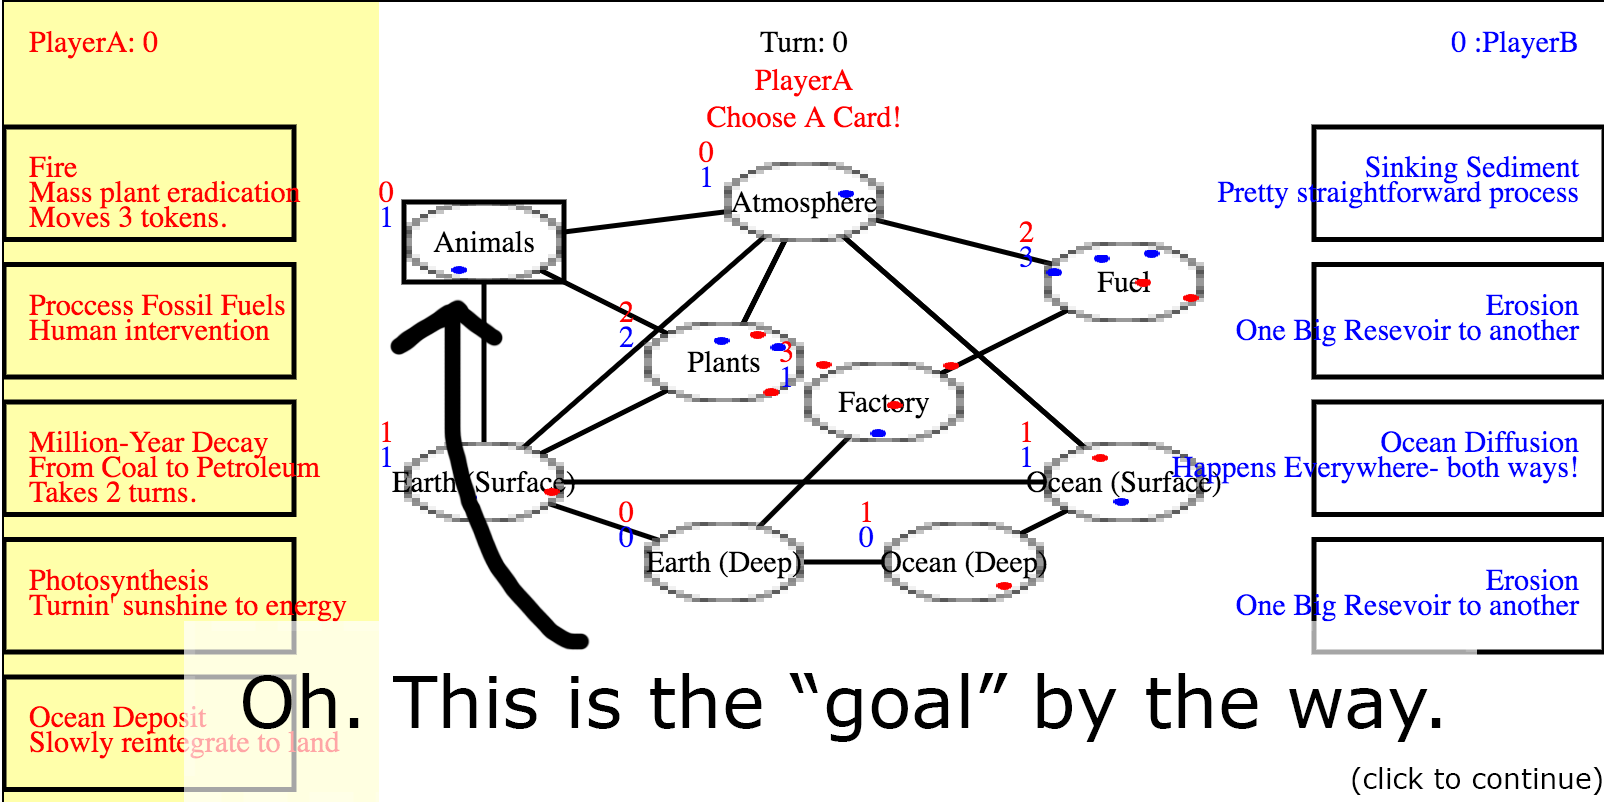 PlayerA: 0
Turn: 0
0 :PlayerB
PlayerA
Choose A Card!
Fire
Mass plant eradication
Moves 3 tokens.
Proccess Fossil Fuels
Human intervention
Million-Year Decay
From Coal to Petroleum
Takes 2 turns.
Photosynthesis
Turnin' sunshine to energy
Ocean Deposit
Slowly reintegrate to land
0
1
Atmosphere
0
1
Animals
2
3
Fuel
2
2
Plants
3
1
Factory
1
1
Earth (Surface)
1
1
Ocean (Surface)
0
0
Earth (Deep)
1
0
Ocean (Deep)
Sinking Sediment
Pretty straightforward process
Erosion
One Big Resevoir to another
Ocean Diffusion
Happens Everywhere- both ways!
Erosion
One Big Resevoir to another
Oh. This is the “goal” by the way.
(click to continue)